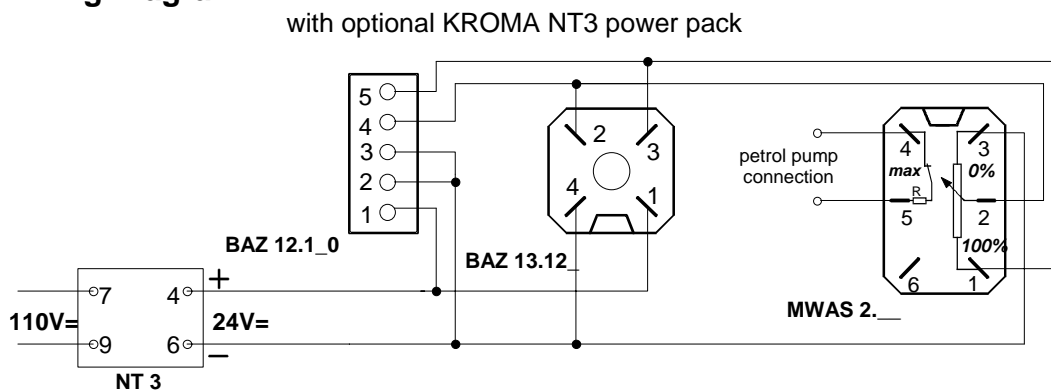 with optional KROMA NT3 power pack
5
4
3
2
1
BAZ 12.1_0
2
3
4
1
BAZ 13.12_
petrol pump
connection
4
3
max
0%
R
5
2
100%
6
1
MWAS 2.__
7
4
+
110V=
24V=
9
6
–
NT 3